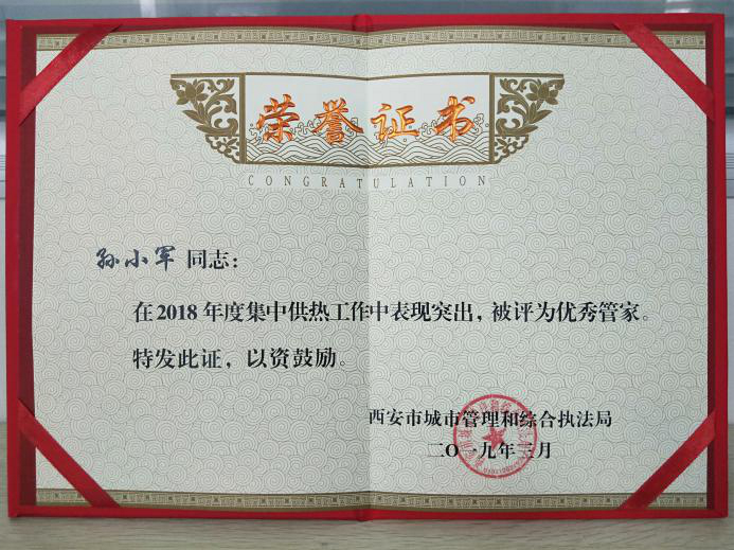 荣誉证书
CONGRATULATION
孙小军 同志：
在2018年度集中供热工作中表现突出，被评为优秀管家。
特发此证，以资鼓励。
西安市城市管理和综合执法局
二〇一九年三月